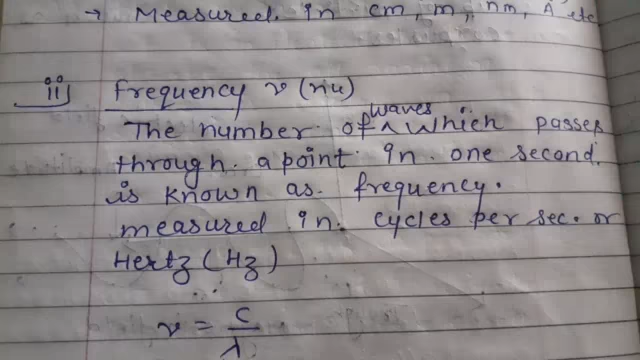 → Measured in cm, m, nm, Å etc
ii) frequency ν (nu)
The number of ^waves which passes
through a point in one second.
is known as frequency.
measured in cycles per sec. or
Hertz (Hz)
ν = c/λ